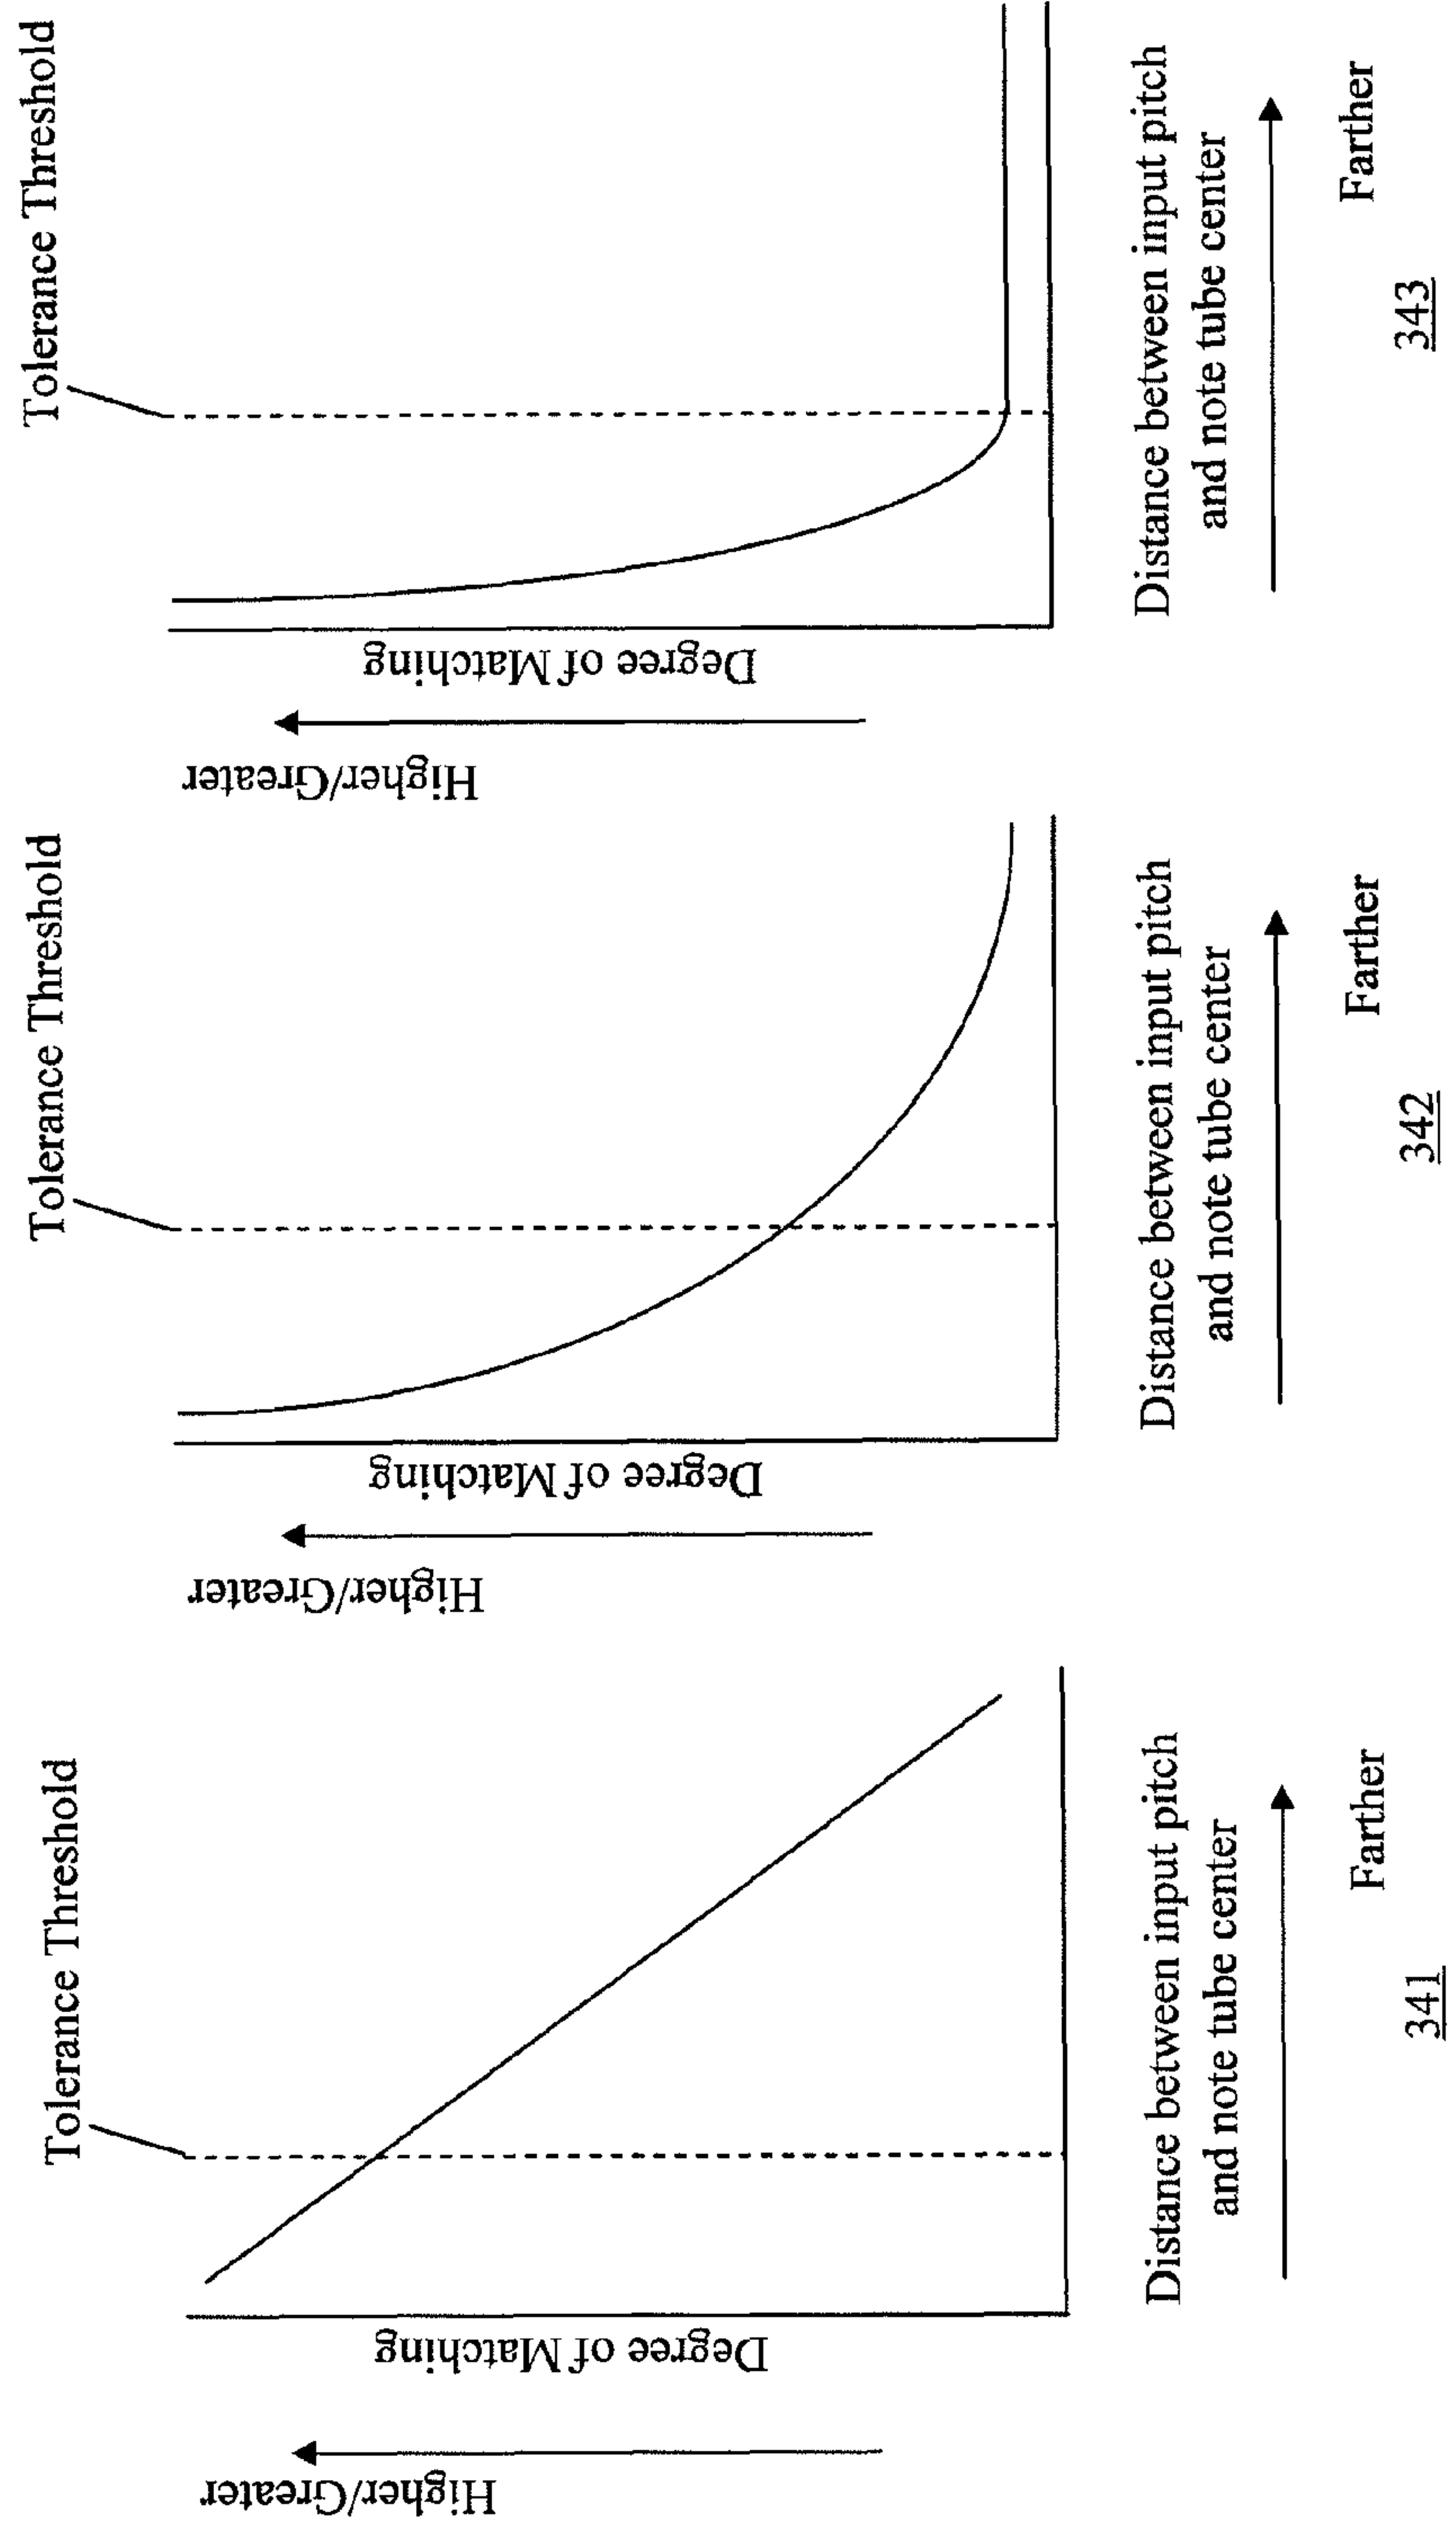 Tolerance Threshold
Degree of Matching
Higher/Greater
Distance between input pitch
and note tube center
Farther
341
Tolerance Threshold
Degree of Matching
Higher/Greater
Distance between input pitch
and note tube center
Farther
342
Tolerance Threshold
Degree of Matching
Higher/Greater
Distance between input pitch
and note tube center
Farther
343